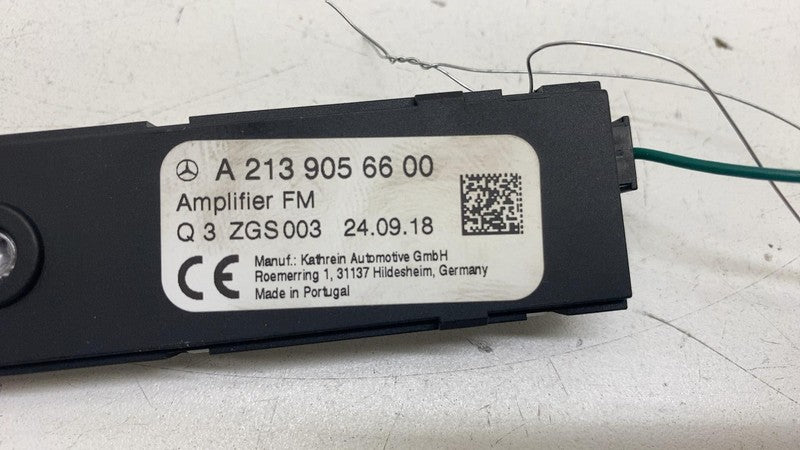 A 213 905 66 00
Amplifier FM
Q 3 ZGS 003 24.09.18
CE
Manuf.: Kathrein Automotive GmbH
Roemerring 1, 31137 Hildesheim, Germany
Made in Portugal